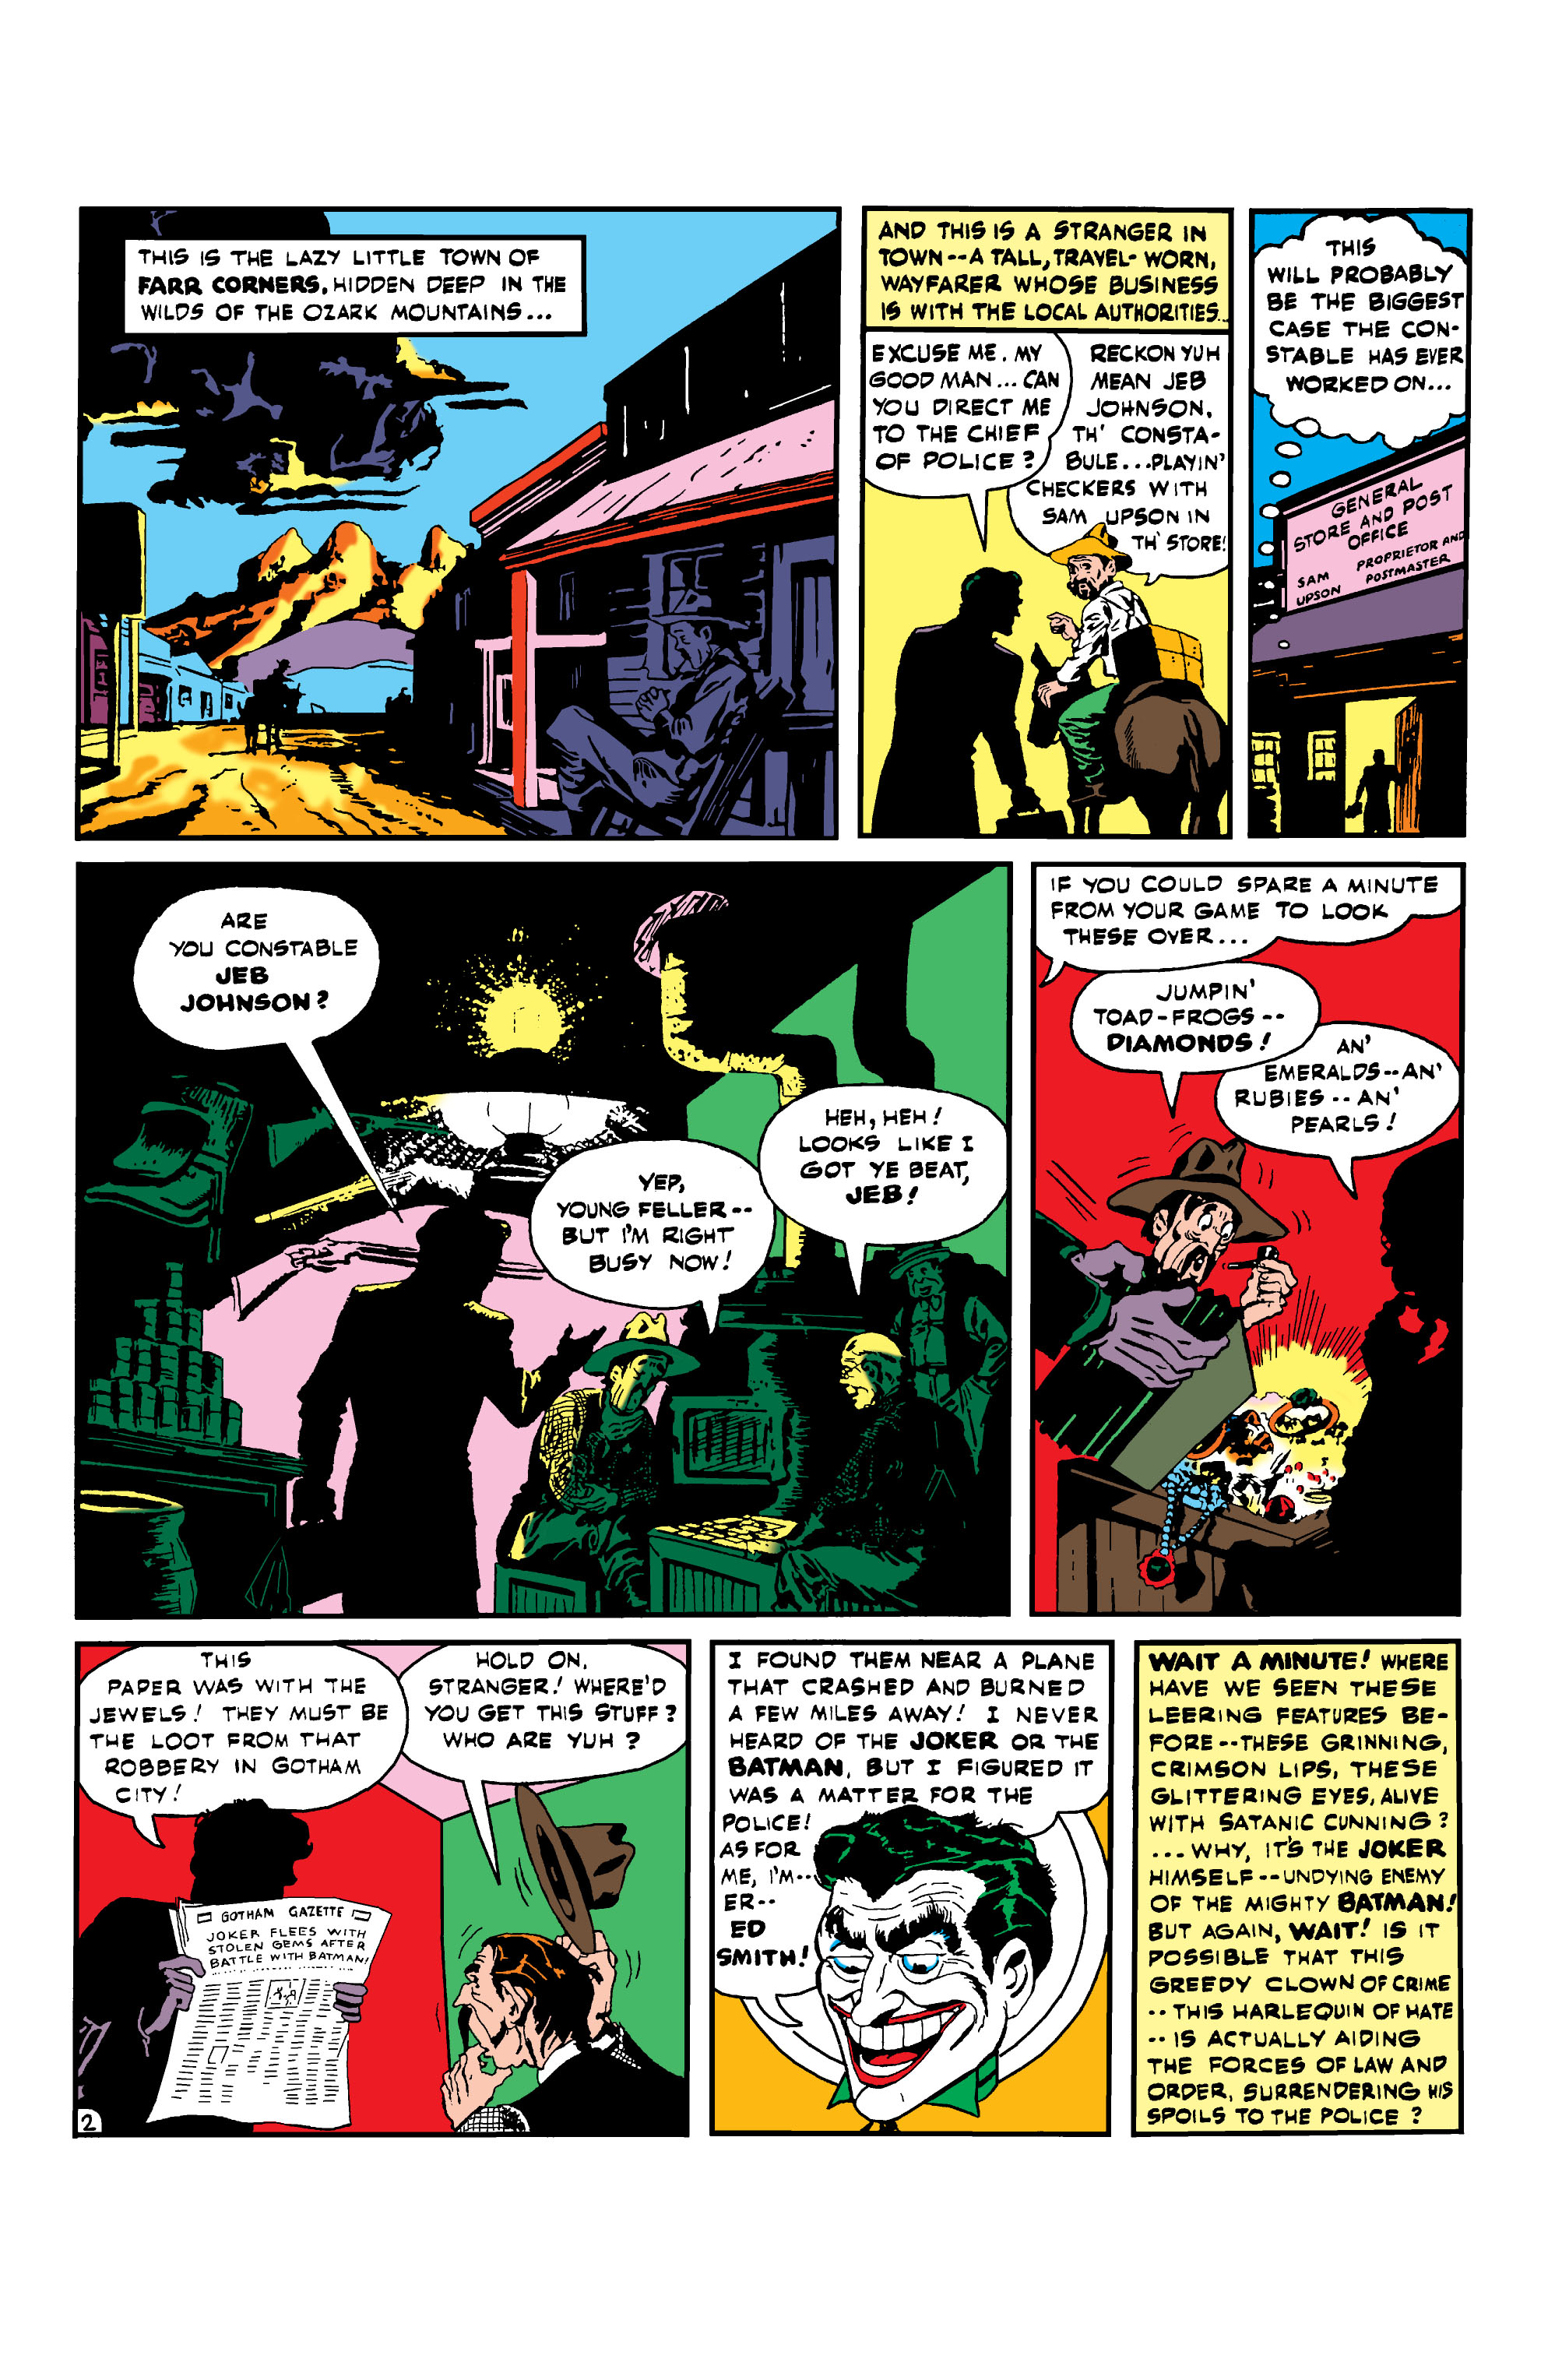 THIS IS THE LAZY LITTLE TOWN OF
FARR CORNERS, HIDDEN DEEP IN THE
WILDS OF THE OZARK MOUNTAINS...
AND THIS IS A STRANGER IN
TOWN--A TALL, TRAVEL-WORN,
WAYFARER WHOSE BUSINESS
IS WITH THE LOCAL AUTHORITIES...
EXCUSE ME, MY
GOOD MAN... CAN
YOU DIRECT ME
TO THE CHIEF
OF POLICE?
RECKON YUH
MEAN JEB
JOHNSON,
TH' CONSTA-
BULE...PLAYIN'
CHECKERS WITH
SAM UPSON IN
TH' STORE!
THIS
WILL PROBABLY
BE THE BIGGEST
CASE THE CON-
STABLE HAS EVER
WORKED ON...
GENERAL
STORE AND POST
OFFICE
SAM
UPSON
PROPRIETOR AND
POSTMASTER
ARE
YOU CONSTABLE
JEB
JOHNSON?
YEP,
YOUNG FELLER--
BUT I'M RIGHT
BUSY NOW!
HEH, HEH!
LOOKS LIKE I
GOT YE BEAT,
JEB!
IF YOU COULD SPARE A MINUTE
FROM YOUR GAME TO LOOK
THESE OVER...
JUMPIN'
TOAD-FROGS--
DIAMONDS!
AN'
EMERALDS--AN'
RUBIES--AN'
PEARLS!
THIS
PAPER WAS WITH THE
JEWELS! THEY MUST BE
THE LOOT FROM THAT
ROBBERY IN GOTHAM
CITY!
HOLD ON,
STRANGER! WHERE'D
YOU GET THIS STUFF?
WHO ARE YUH?
GOTHAM GAZETTE
JOKER FLEES WITH
STOLEN GEMS AFTER
BATTLE WITH BATMAN!
2
I FOUND THEM NEAR A PLANE
THAT CRASHED AND BURNED
A FEW MILES AWAY! I NEVER
HEARD OF THE JOKER OR THE
BATMAN, BUT I FIGURED IT
WAS A MATTER FOR THE
POLICE!
AS FOR
ME, I'M--
ER--
ED
SMITH!
WAIT A MINUTE! WHERE
HAVE WE SEEN THESE
LEERING FEATURES BE-
FORE--THESE GRINNING,
CRIMSON LIPS, THESE
GLITTERING EYES, ALIVE
WITH SATANIC CUNNING?
...WHY, IT'S THE JOKER
HIMSELF--UNDYING ENEMY
OF THE MIGHTY BATMAN!
BUT AGAIN, WAIT! IS IT
POSSIBLE THAT THIS
GREEDY CLOWN OF CRIME
--THIS HARLEQUIN OF HATE
--IS ACTUALLY AIDING
THE FORCES OF LAW AND
ORDER, SURRENDERING HIS
SPOILS TO THE POLICE?